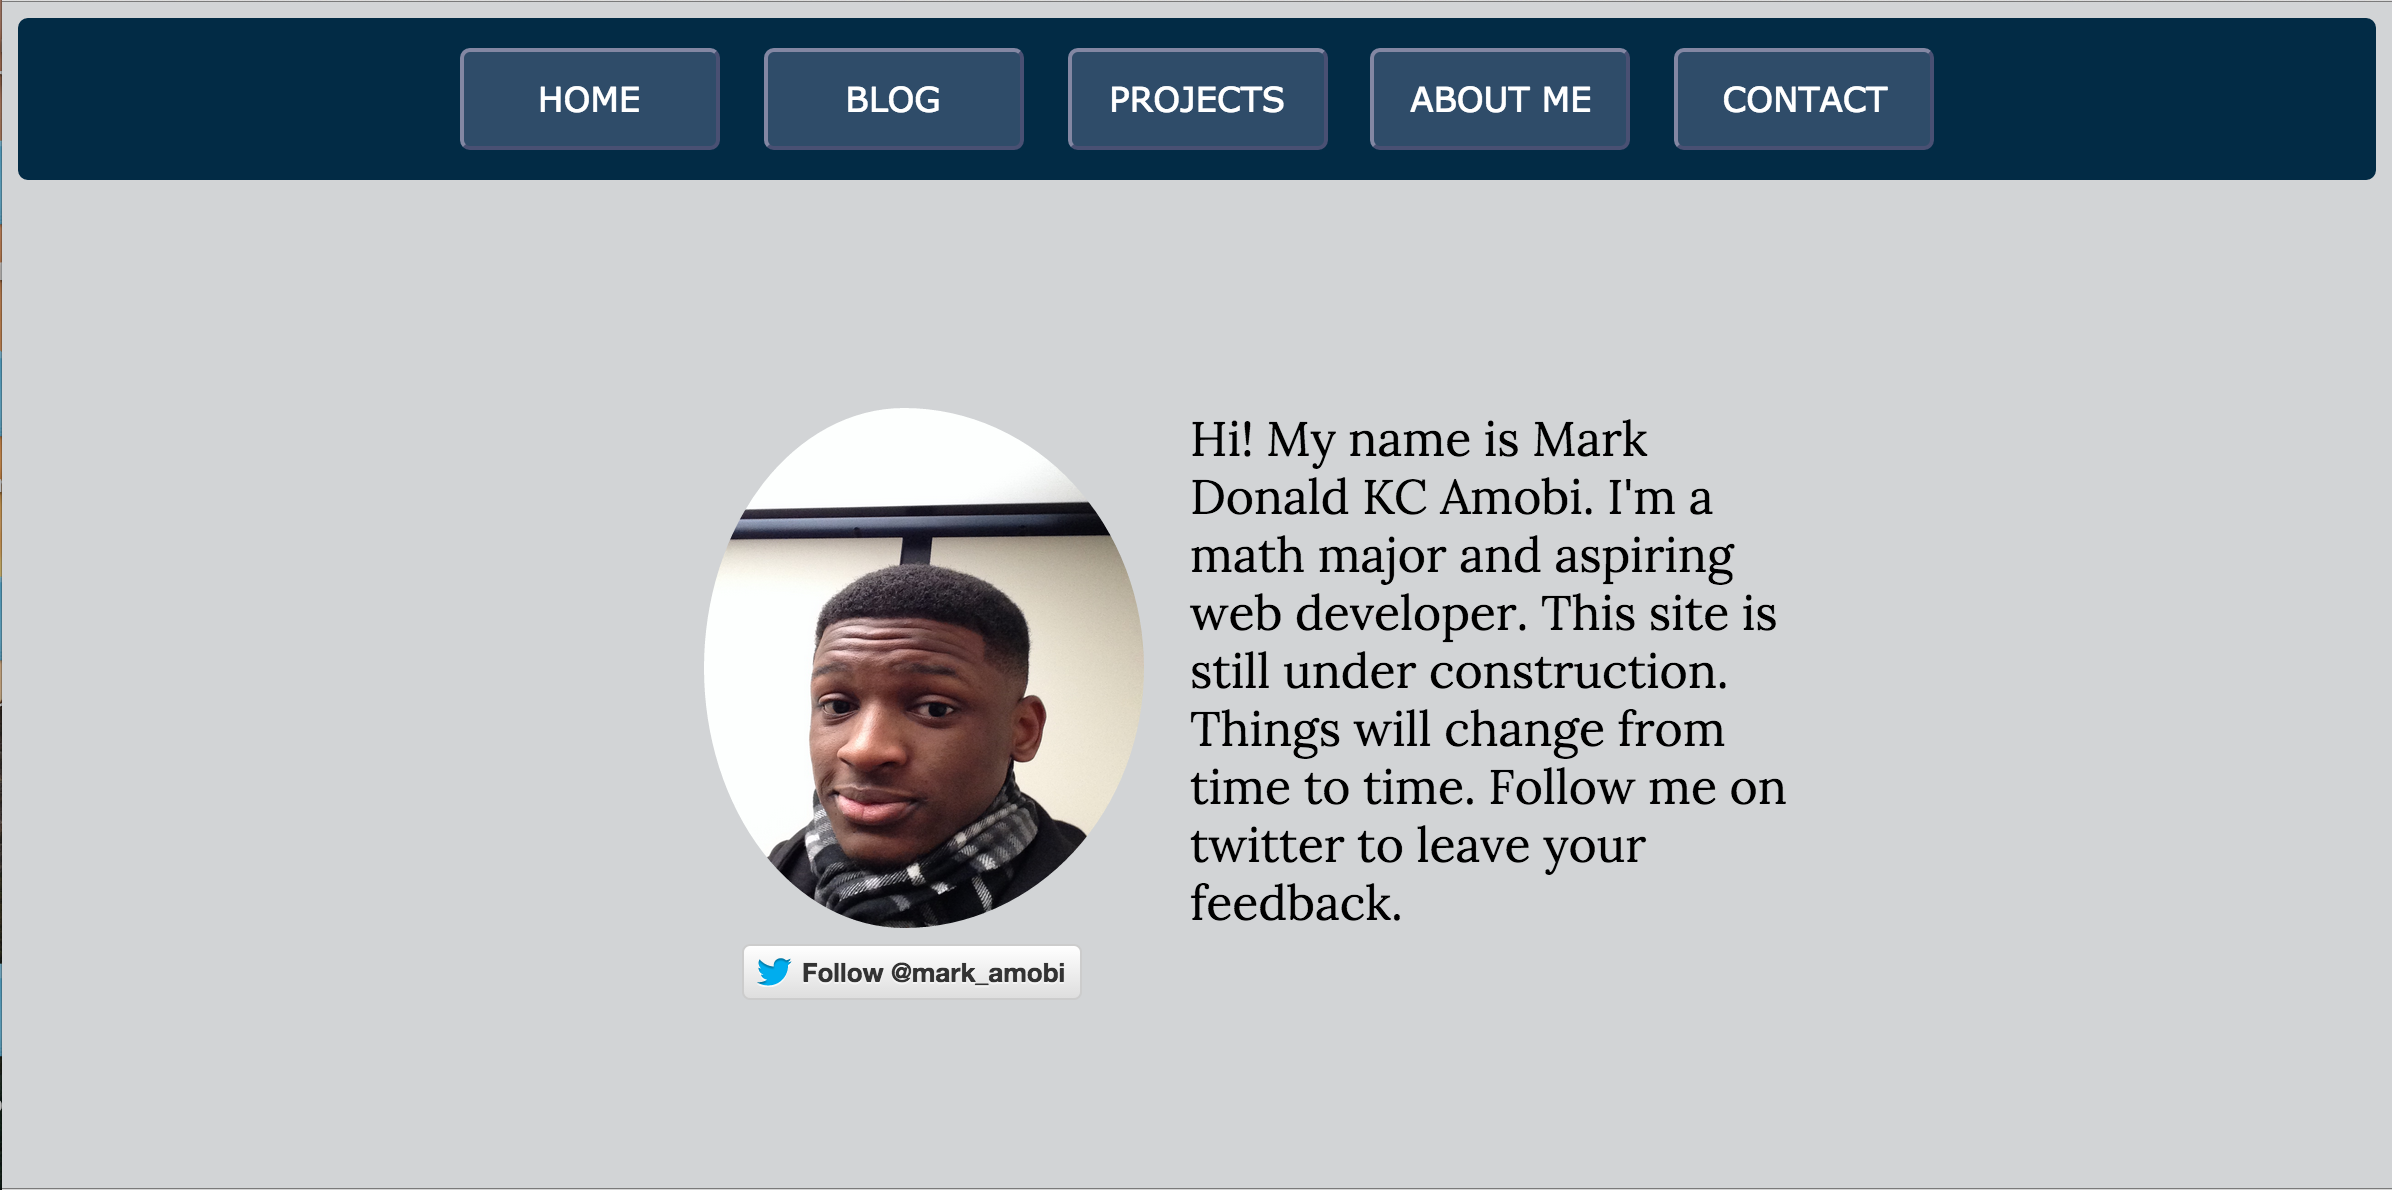 HOME
BLOG
PROJECTS
ABOUT ME
CONTACT
Hi! My name is Mark
Donald KC Amobi. I'm a
math major and aspiring
web developer. This site is
still under construction.
Things will change from
time to time. Follow me on
twitter to leave your
feedback.
Follow @mark_amobi